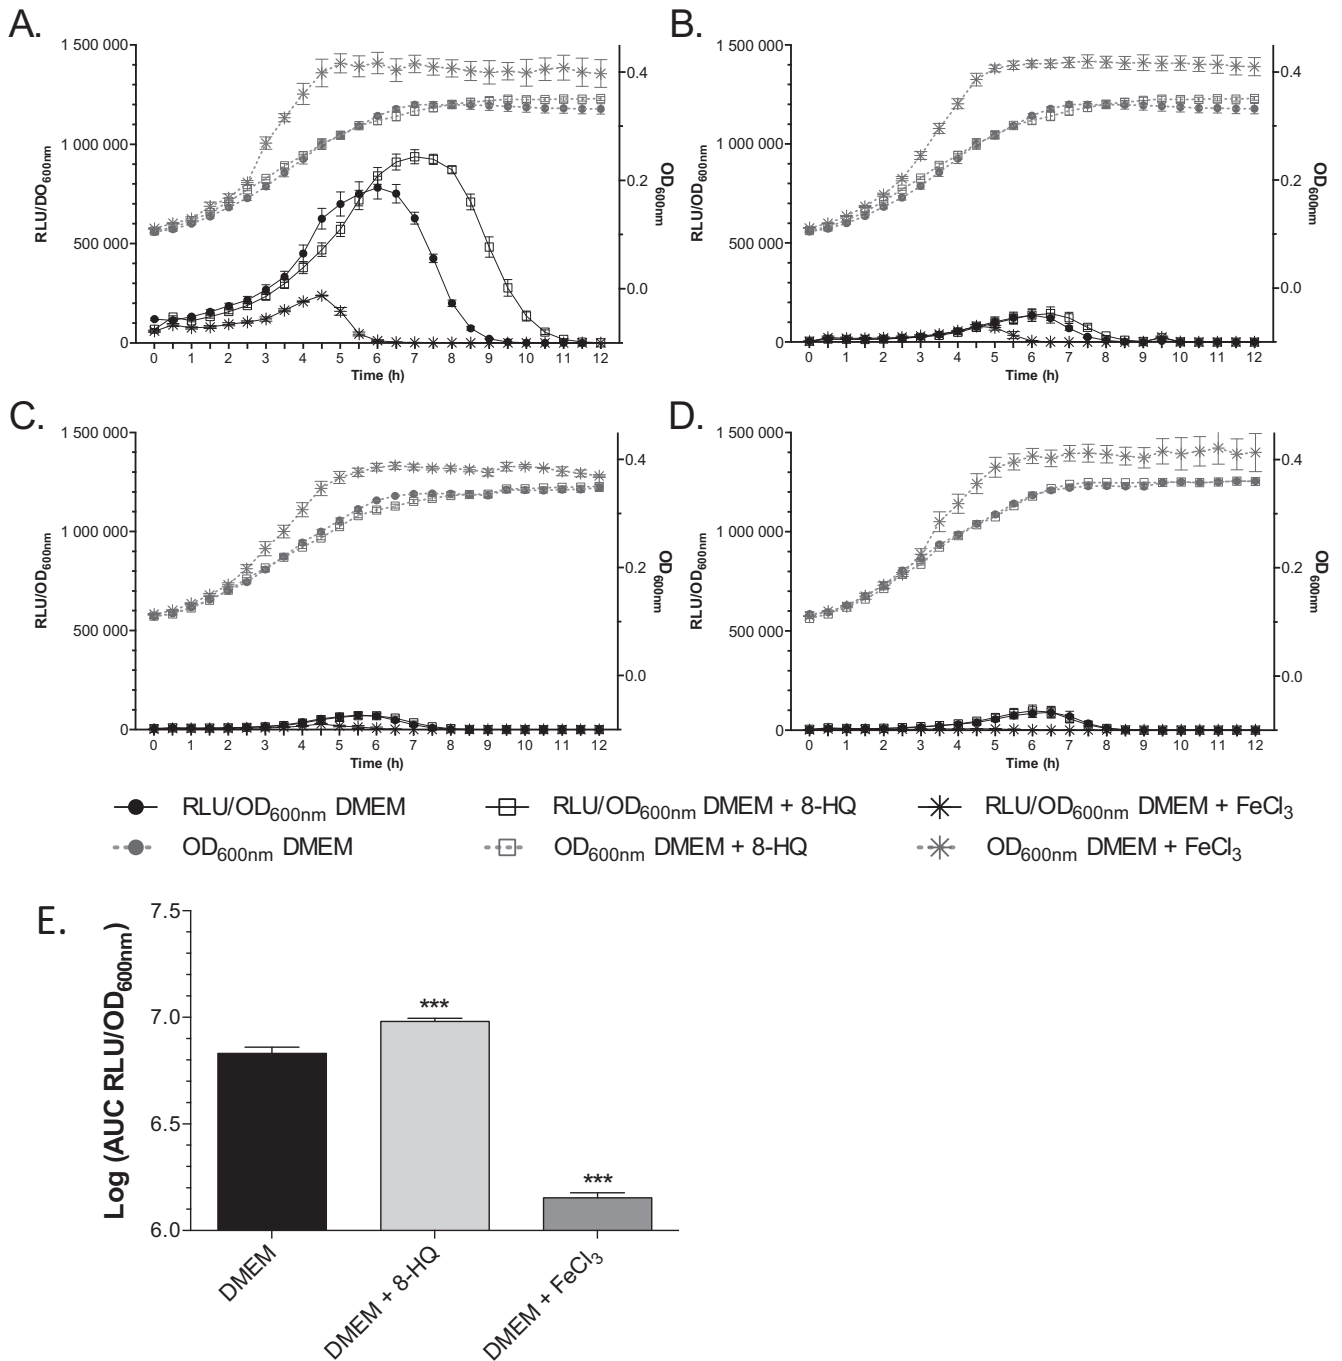 A.
1 500 000
1 000 000
500 000
0
RLU/DO600nm
0.4
0.2
0.0
OD600nm
0 1 2 3 4 5 6 7 8 9 10 11 12
Time (h)
B.
1 500 000
1 000 000
500 000
0
RLU/OD600nm
0.4
0.2
0.0
OD600nm
0 1 2 3 4 5 6 7 8 9 10 11 12
Time (h)
C.
1 500 000
1 000 000
500 000
0
RLU/OD600nm
0.4
0.2
0.0
OD600nm
0 1 2 3 4 5 6 7 8 9 10 11 12
Time (h)
D.
1 500 000
1 000 000
500 000
0
RLU/OD600nm
0.4
0.2
0.0
OD600nm
0 1 2 3 4 5 6 7 8 9 10 11 12
Time (h)
RLU/OD600nm DMEM
RLU/OD600nm DMEM + 8-HQ
RLU/OD600nm DMEM + FeCl3
OD600nm DMEM
OD600nm DMEM + 8-HQ
OD600nm DMEM + FeCl3
E.
7.5
7.0
6.5
6.0
Log (AUC RLU/OD600nm)
***
***
DMEM
DMEM + 8-HQ
DMEM + FeCl3